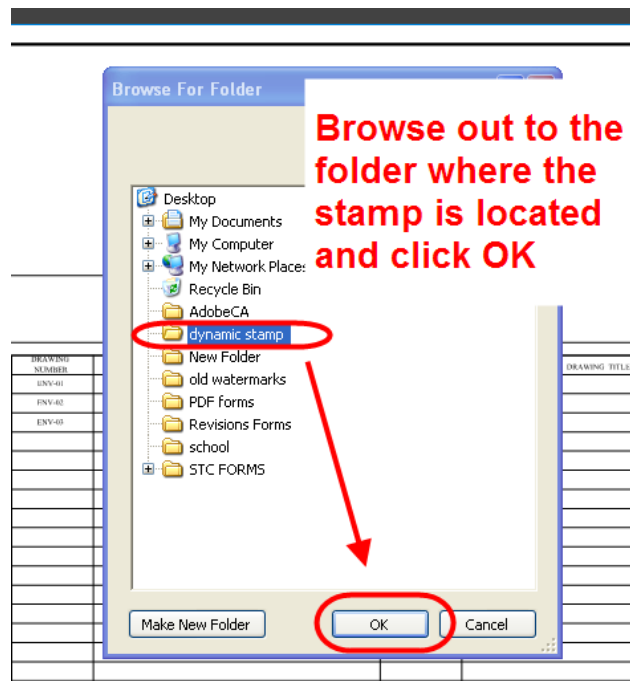 Browse For Folder
Browse out to the
folder where the
stamp is located
and click OK
Desktop
My Documents
My Computer
My Network Places
Recycle Bin
AdobeCA
dynamic stamp
New Folder
old watermarks
PDF forms
Revisions Forms
school
STC FORMS
DRAWING
NUMBER
ENV-01
ENV-02
ENV-03
DRAWING TITLE
Make New Folder
OK
Cancel